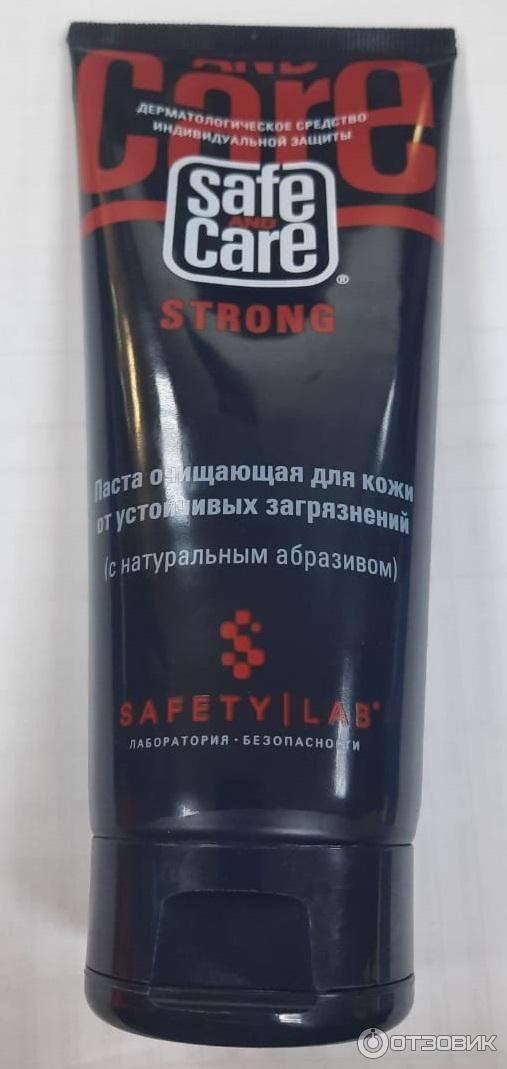 AND
Care
ДЕРМАТОЛОГИЧЕСКОЕ СРЕДСТВО
ИНДИВИДУАЛЬНОЙ ЗАЩИТЫ
Safe
AND
Care®
STRONG
Паста очищающая для кожи
от устойчивых загрязнений
(с натуральным абразивом)
SAFETY|LAB®
ЛАБОРАТОРИЯ · БЕЗОПАСНОСТИ
ОТЗОВИК